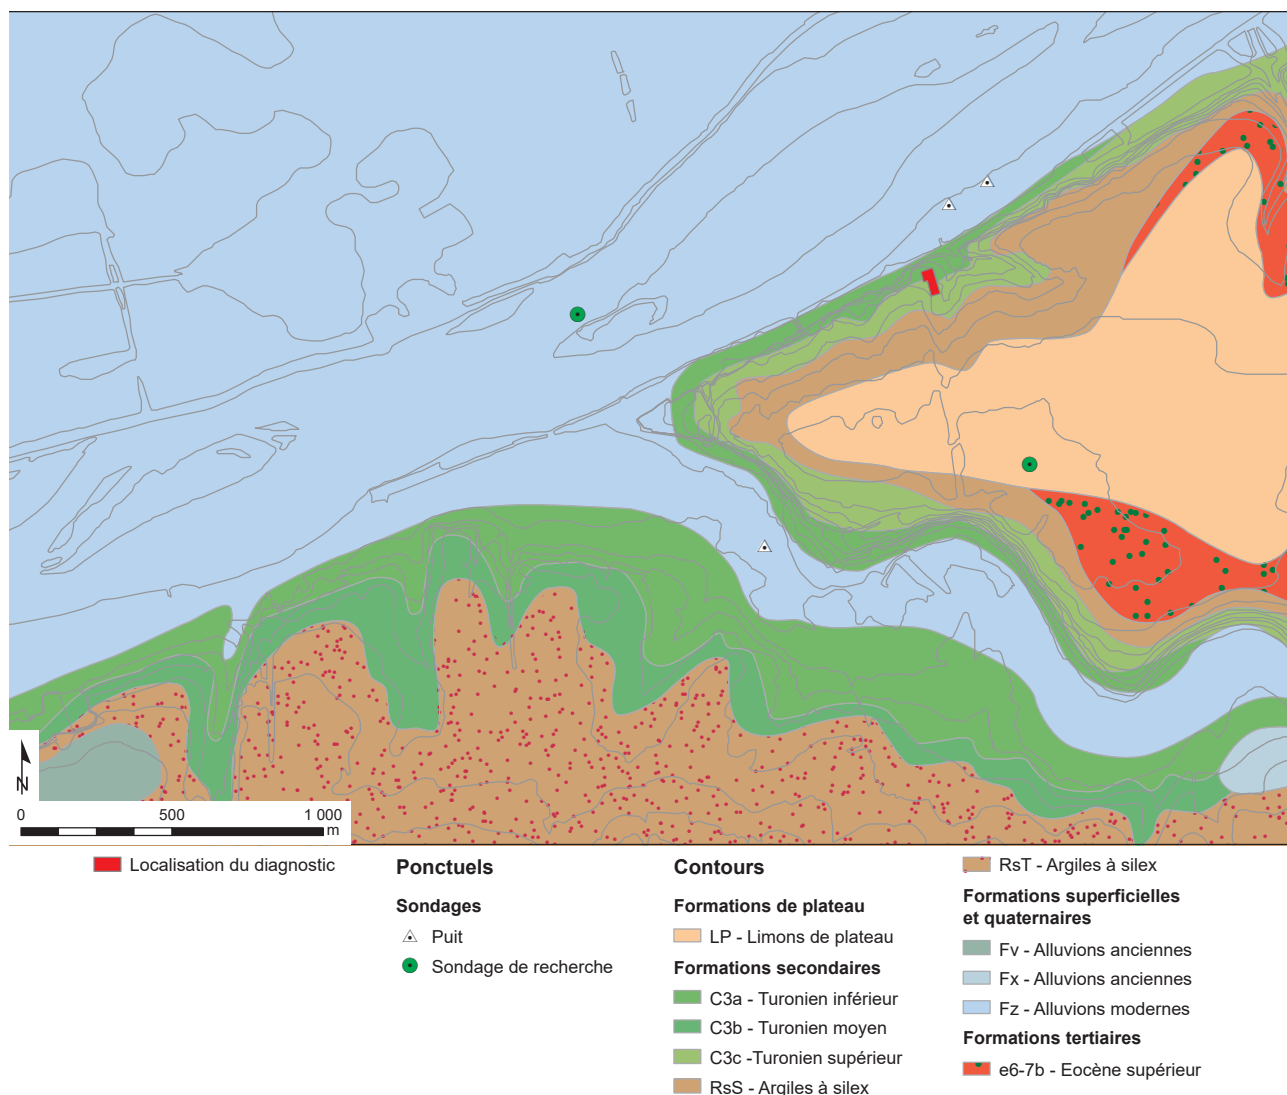 N
0 500 1 000
m
Localisation du diagnostic
Ponctuels
Sondages
Puit
Sondage de recherche
Contours
Formations de plateau
LP - Limons de plateau
Formations secondaires
C3a - Turonien inférieur
C3b - Turonien moyen
C3c -Turonien supérieur
RsS - Argiles à silex
RsT - Argiles à silex
Formations superficielles
et quaternaires
Fv - Alluvions anciennes
Fx - Alluvions anciennes
Fz - Alluvions modernes
Formations tertiaires
e6-7b - Eocène supérieur